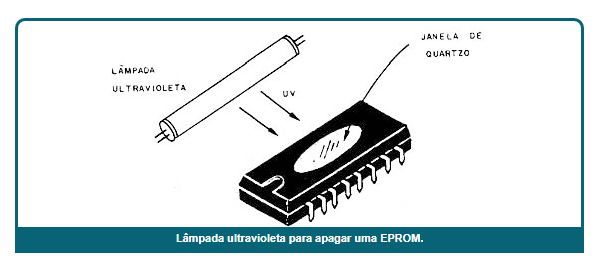 JANELA DE
QUARTZO
LÂMPADA
ULTRAVIOLETA
UV
Lâmpada ultravioleta para apagar uma EPROM.